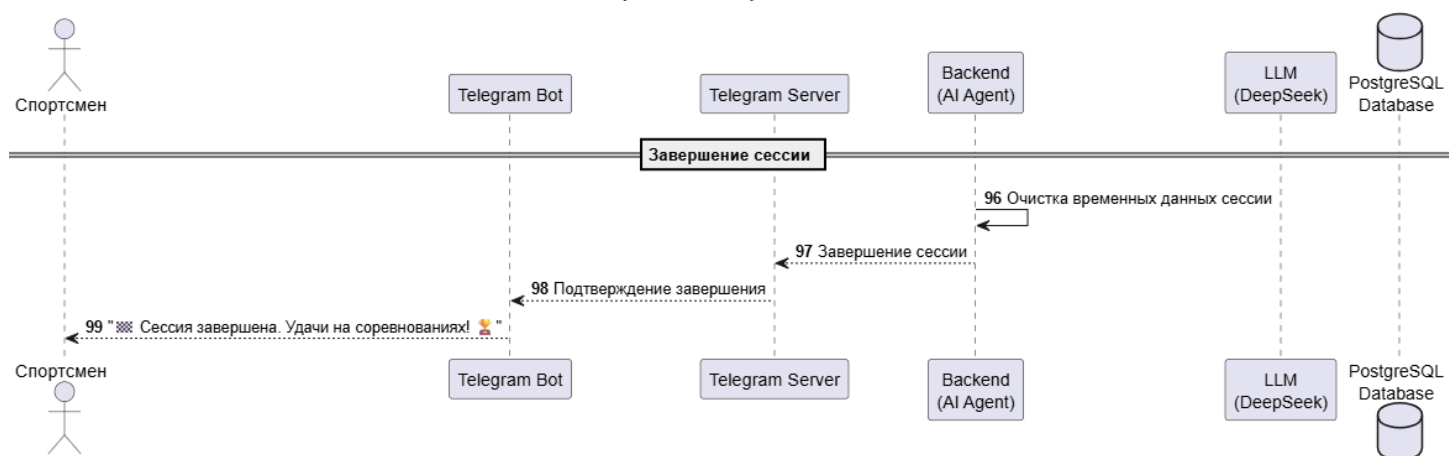 Спортсмен
Telegram Bot
Telegram Server
Backend
(AI Agent)
LLM
(DeepSeek)
PostgreSQL
Database
Завершение сессии
96 Очистка временных данных сессии
97 Завершение сессии
98 Подтверждение завершения
99 "🏁 Сессия завершена. Удачи на соревнованиях! 🏆"
Спортсмен
Telegram Bot
Telegram Server
Backend
(AI Agent)
LLM
(DeepSeek)
PostgreSQL
Database